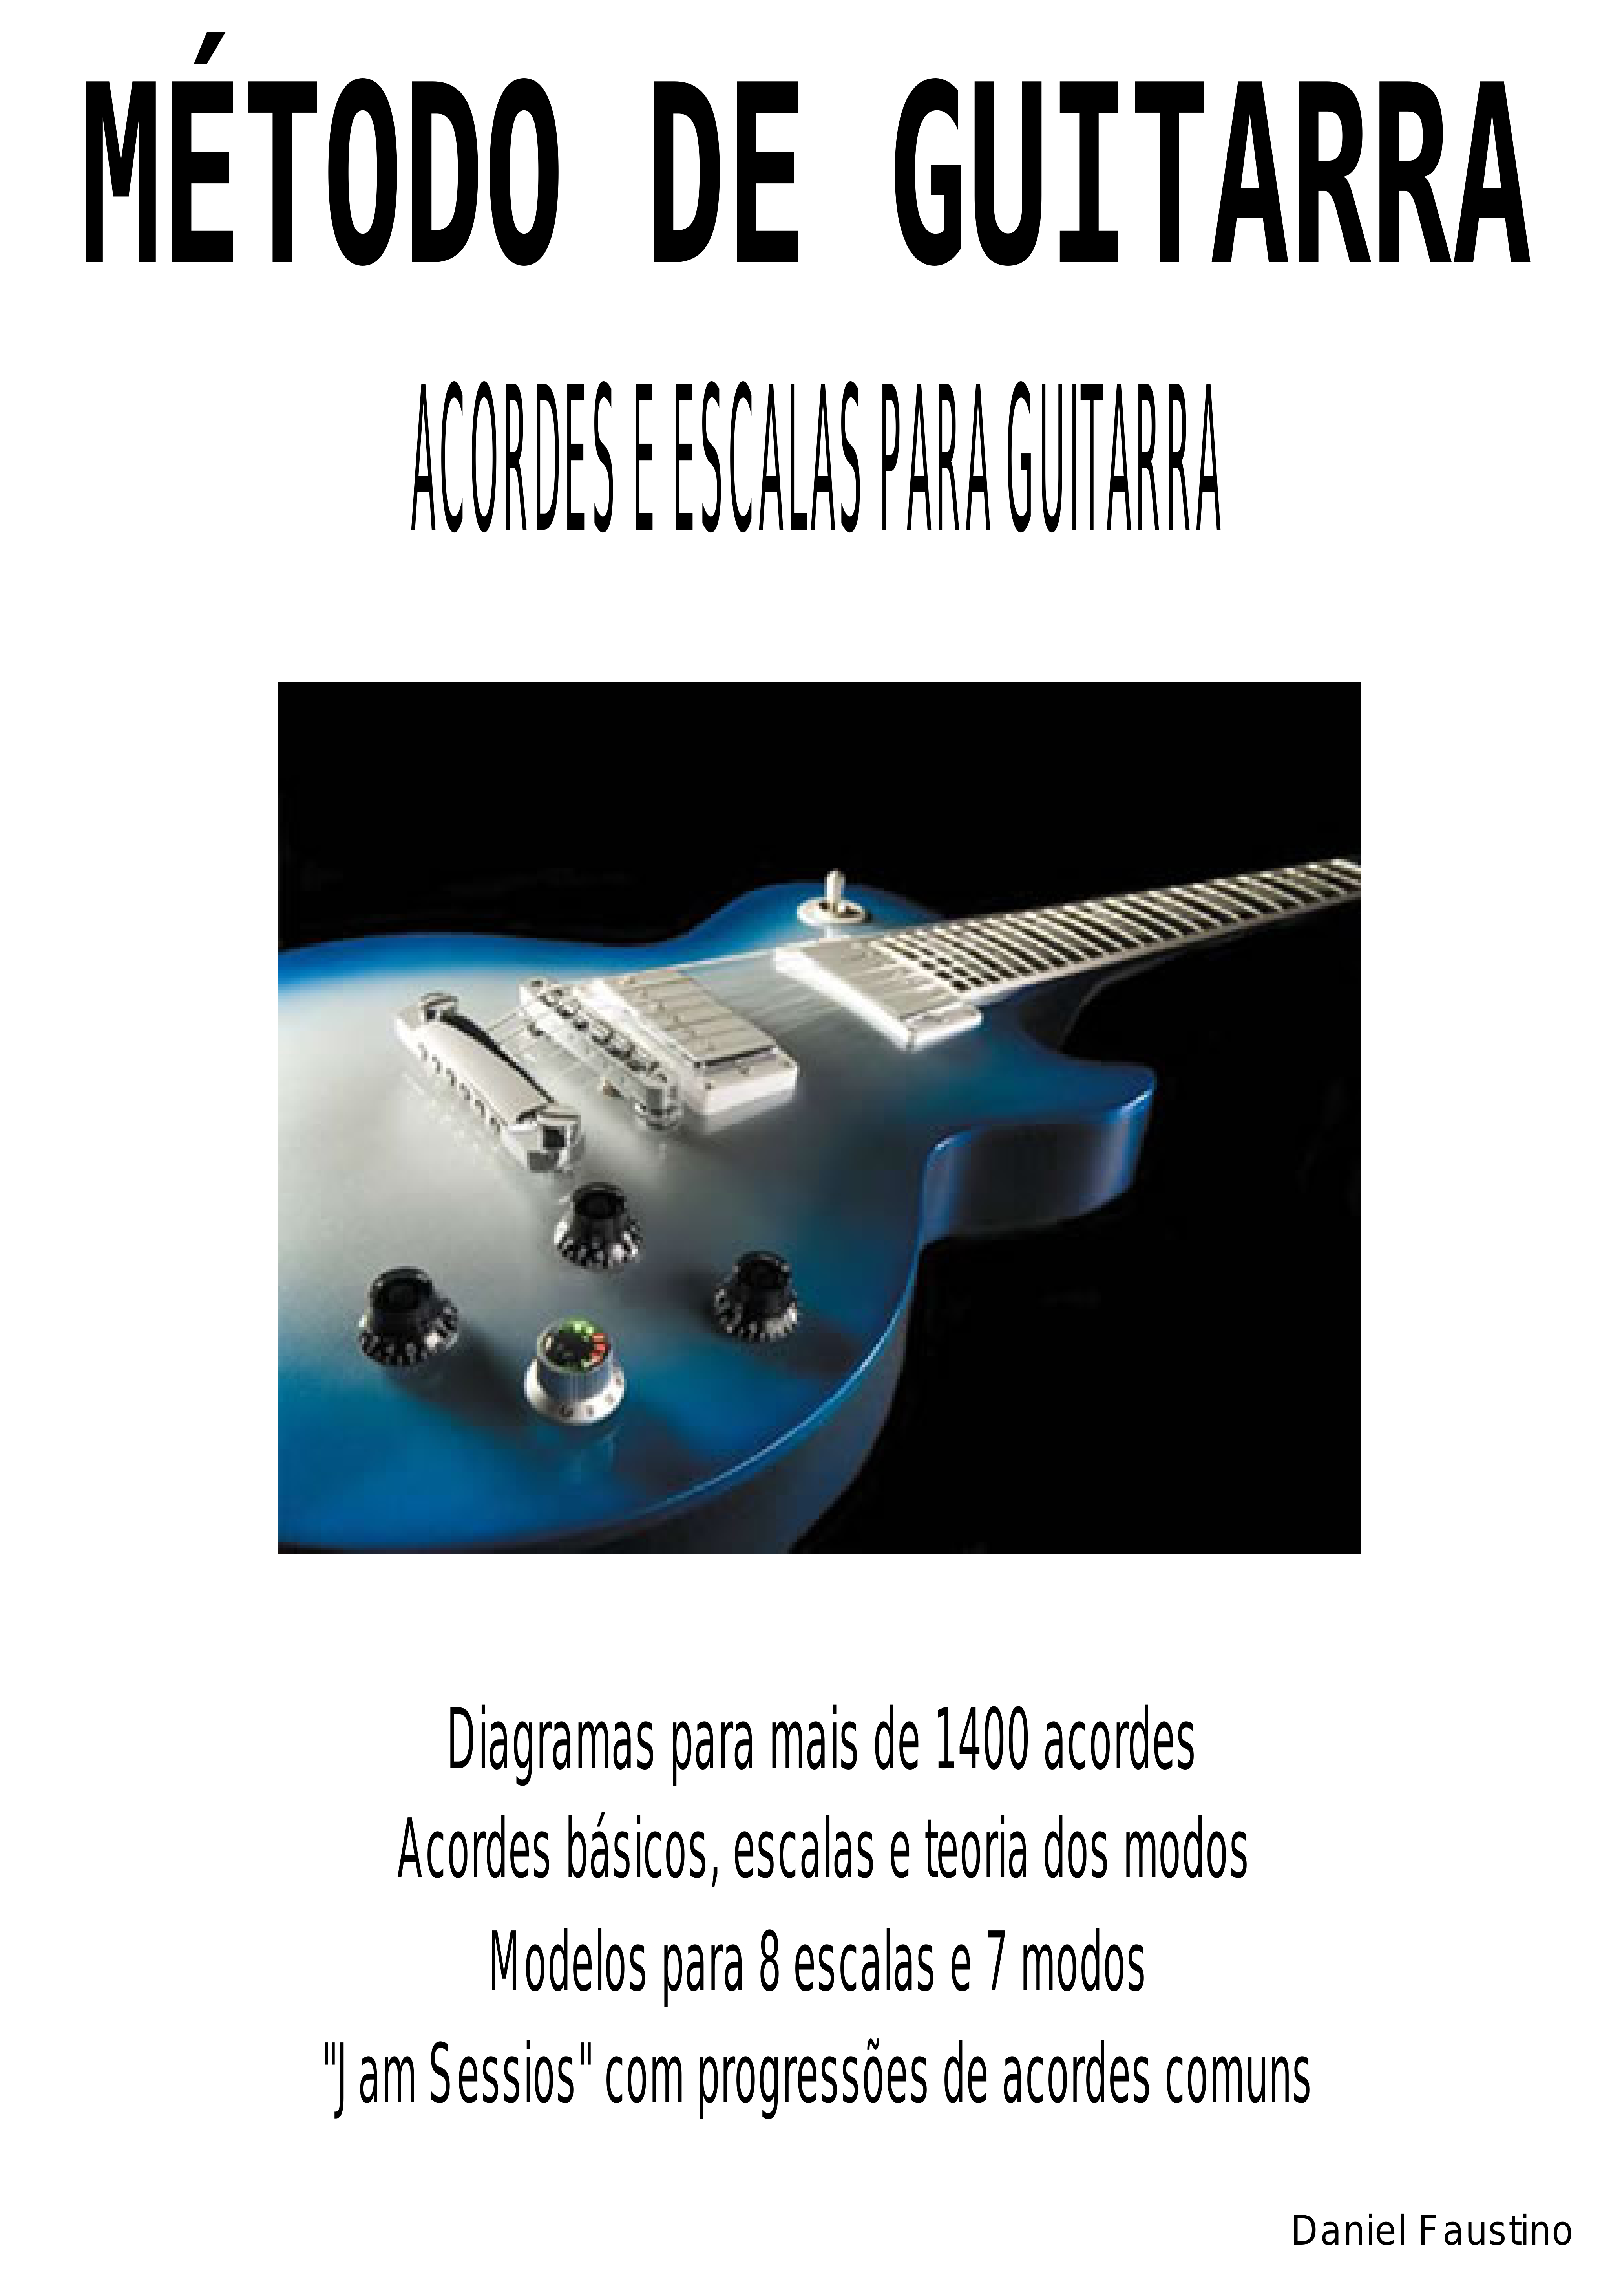 MÉTODO DE GUITARRA
ACORDES E ESCALAS PARA GUITARRA
Diagramas para mais de 1400 acordes
Acordes básicos, escalas e teoria dos modos
Modelos para 8 escalas e 7 modos
"Jam Sessios" com progressões de acordes comuns
Daniel Faustino